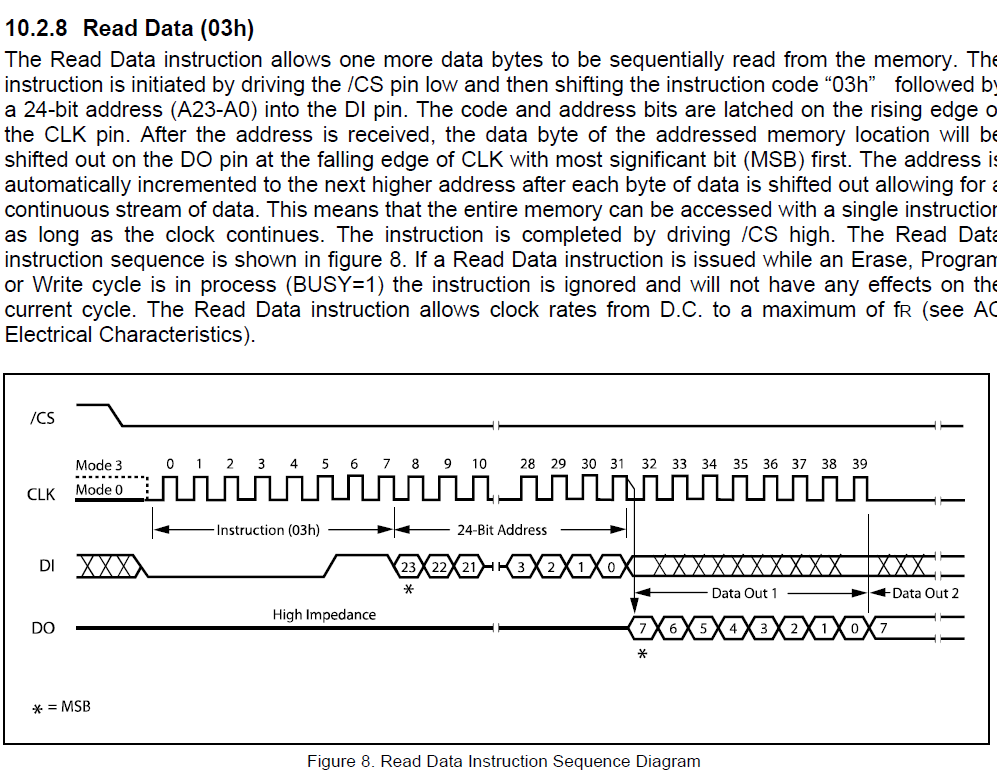 10.2.8 Read Data (03h)
The Read Data instruction allows one more data bytes to be sequentially read from the memory. The
instruction is initiated by driving the /CS pin low and then shifting the instruction code “03h” followed by
a 24-bit address (A23-A0) into the DI pin. The code and address bits are latched on the rising edge o
the CLK pin. After the address is received, the data byte of the addressed memory location will be
shifted out on the DO pin at the falling edge of CLK with most significant bit (MSB) first. The address is
automatically incremented to the next higher address after each byte of data is shifted out allowing for a
continuous stream of data. This means that the entire memory can be accessed with a single instruction
as long as the clock continues. The instruction is completed by driving /CS high. The Read Data
instruction sequence is shown in figure 8. If a Read Data instruction is issued while an Erase, Program
or Write cycle is in process (BUSY=1) the instruction is ignored and will not have any effects on the
current cycle. The Read Data instruction allows clock rates from D.C. to a maximum of fR (see AC
Electrical Characteristics).
/CS
Mode 3 0 1 2 3 4 5 6 7 8 9 10 28 29 30 31 32 33 34 35 36 37 38 39
CLK Mode 0
Instruction (03h) 24-Bit Address
DI 23 22 21 3 2 1 0
* Data Out 1 Data Out 2
High Impedance
DO 7 6 5 4 3 2 1 0 7
*
* = MSB
Figure 8. Read Data Instruction Sequence Diagram